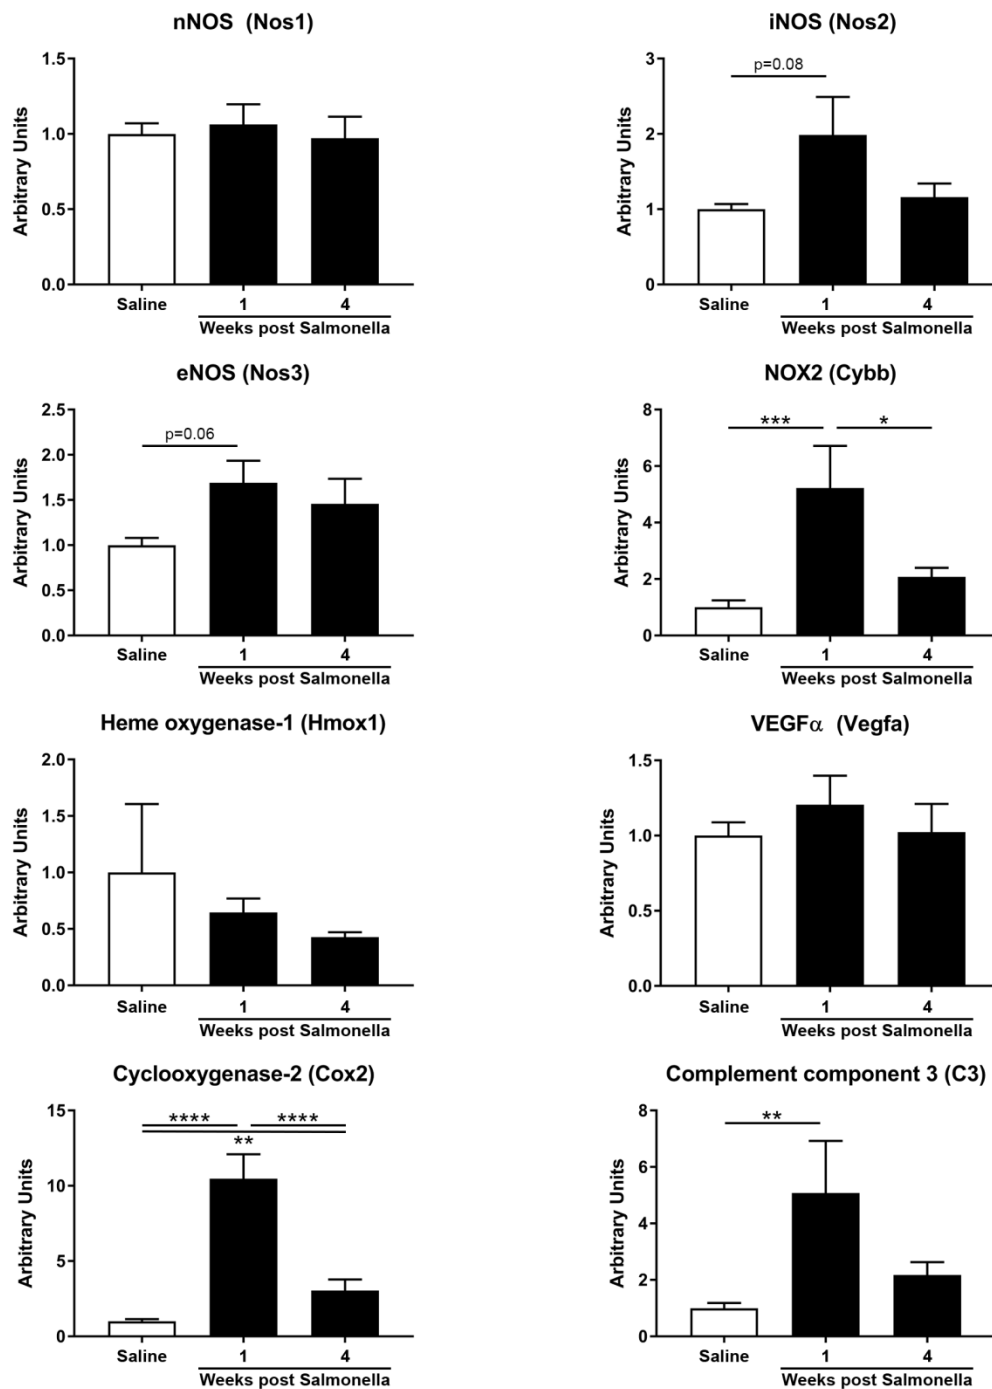 nNOS (Nos1)
1.5
1.0
0.5
0.0
Arbitrary Units
Saline
1
4
Weeks post Salmonella
iNOS (Nos2)
3
2
1
0
Arbitrary Units
p=0.08
Saline
1
4
Weeks post Salmonella
eNOS (Nos3)
2.5
2.0
1.5
1.0
0.5
0.0
Arbitrary Units
p=0.06
Saline
1
4
Weeks post Salmonella
NOX2 (Cybb)
8
6
4
2
0
Arbitrary Units
***
*
Saline
1
4
Weeks post Salmonella
Heme oxygenase-1 (Hmox1)
2.0
1.5
1.0
0.5
0.0
Arbitrary Units
Saline
1
4
Weeks post Salmonella
VEGFα (Vegfa)
1.5
1.0
0.5
0.0
Arbitrary Units
Saline
1
4
Weeks post Salmonella
Cyclooxygenase-2 (Cox2)
15
10
5
0
Arbitrary Units
****
****
**
Saline
1
4
Weeks post Salmonella
Complement component 3 (C3)
8
6
4
2
0
Arbitrary Units
**
Saline
1
4
Weeks post Salmonella